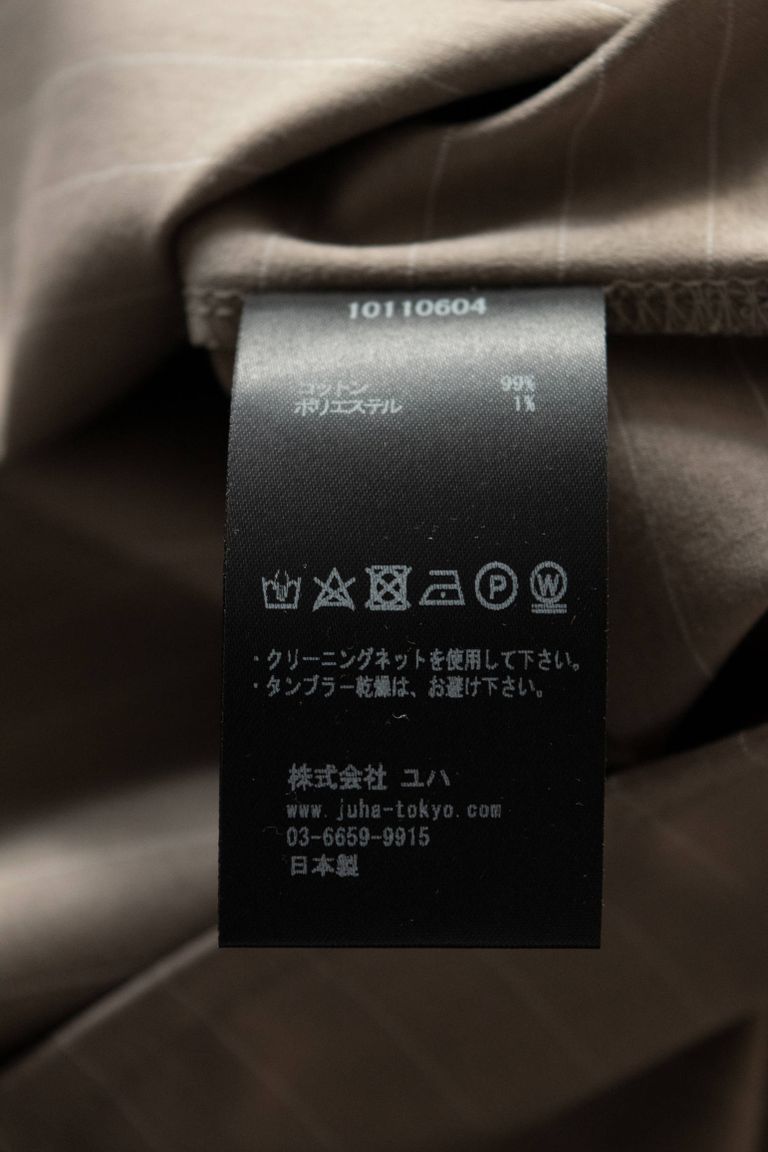 10110604
コットン 99%
ポリエステル 1%
P W
・クリーニングネットを使用して下さい。
・タンブラー乾燥は、お避け下さい。
株式会社 ユハ
www.juha-tokyo.com
03-6659-9915
日本製